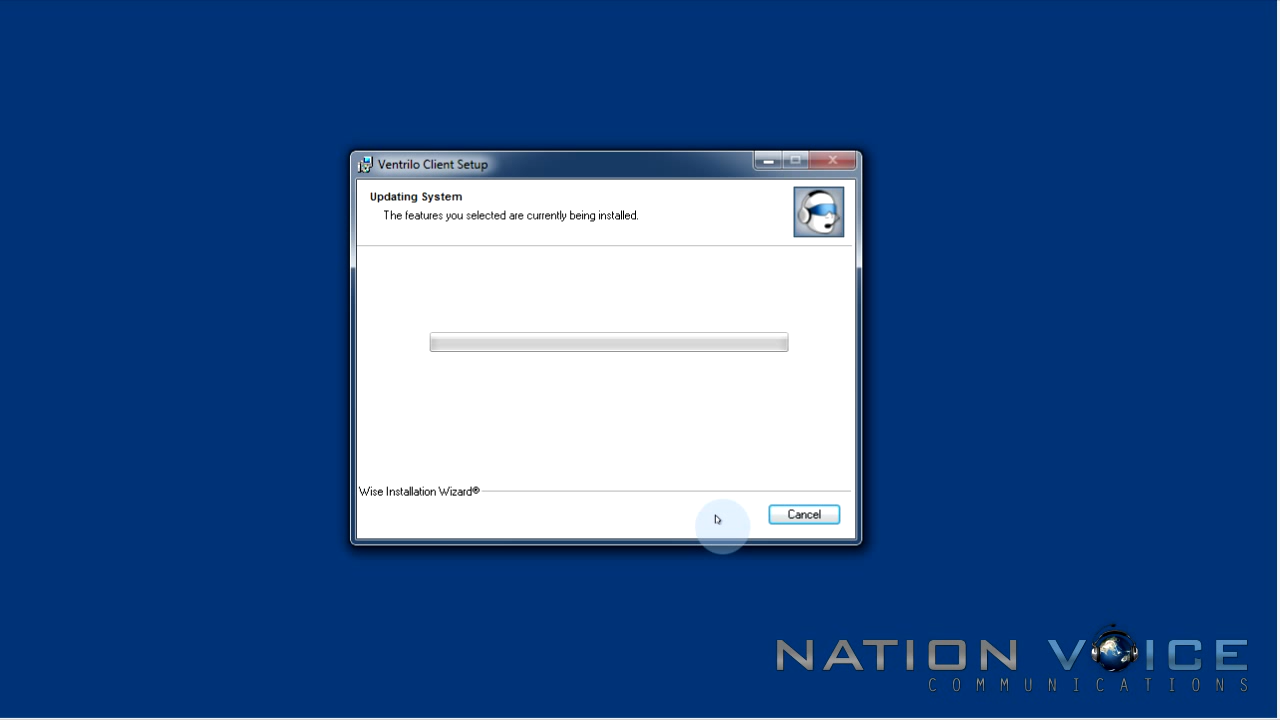 Ventrilo Client Setup
Updating System
The features you selected are currently being installed.
Wise Installation Wizard®
Cancel
NATION VOICE
COMMUNICATIONS